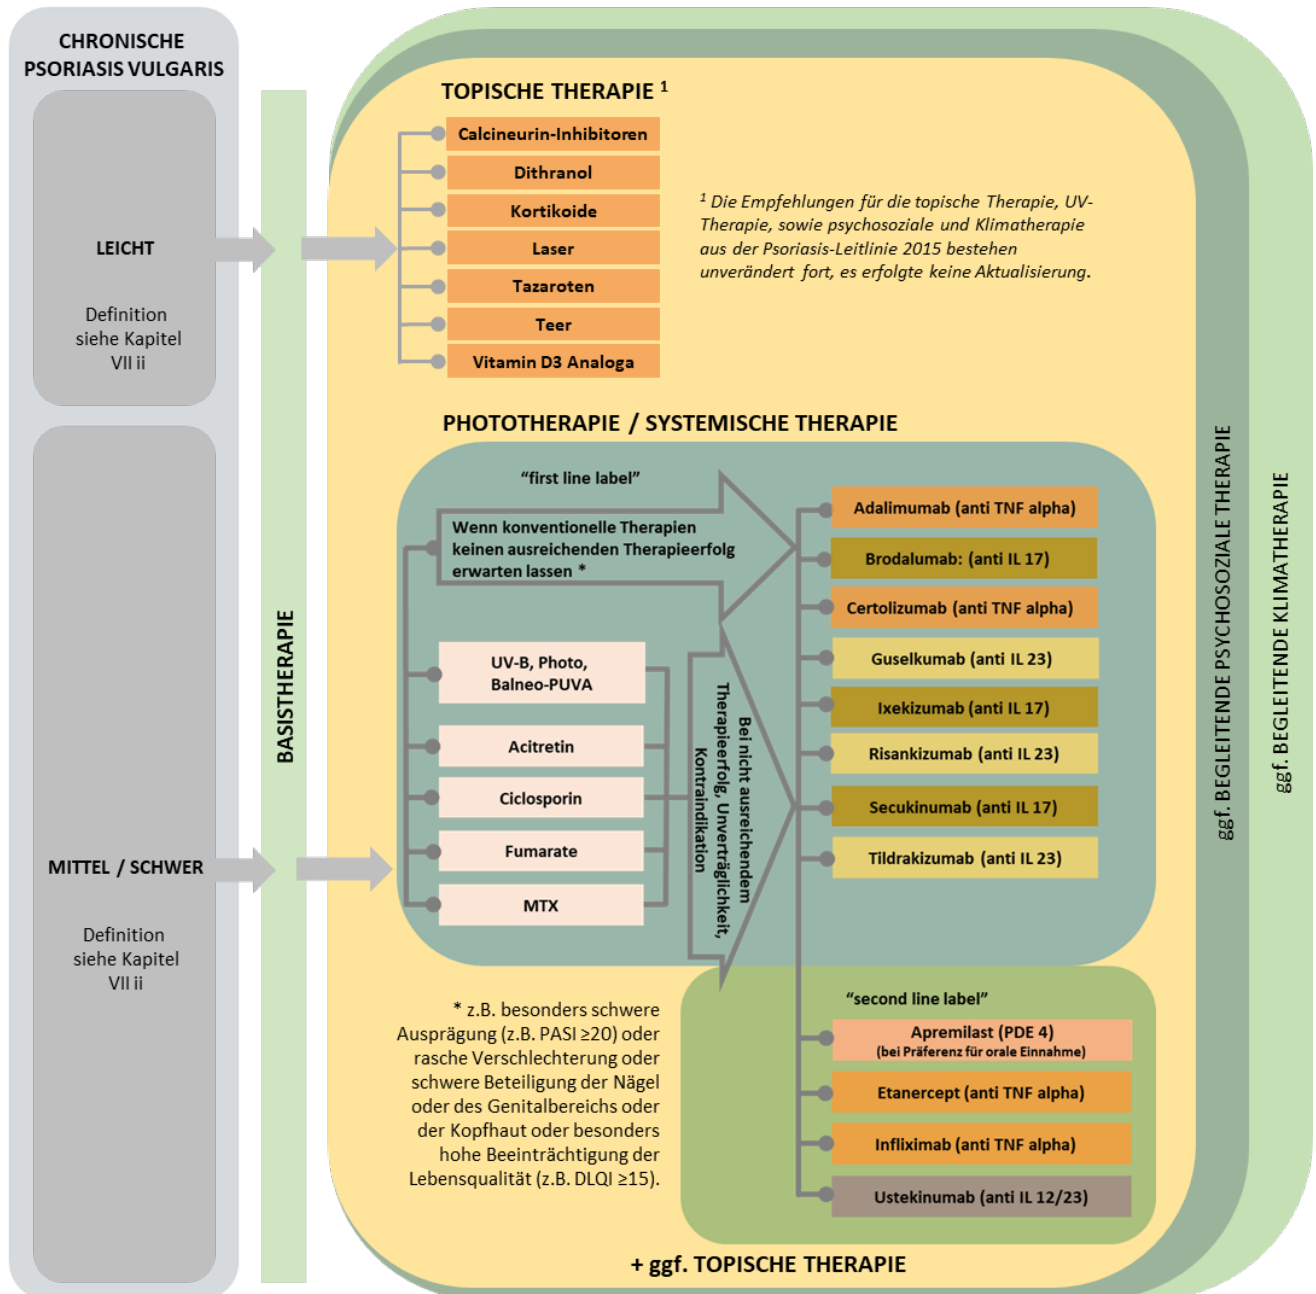 CHRONISCHE
PSORIASIS VULGARIS
LEICHT
Definition
siehe Kapitel
VII ii
MITTEL / SCHWER
Definition
siehe Kapitel
VII ii
BASISTHERAPIE
TOPISCHE THERAPIE 1
Calcineurin-Inhibitoren
Dithranol
Kortikoide
Laser
Tazaroten
Teer
Vitamin D3 Analoga
1 Die Empfehlungen für die topische Therapie, UV-
Therapie, sowie psychosoziale und Klimatherapie
aus der Psoriasis-Leitlinie 2015 bestehen
unverändert fort, es erfolgte keine Aktualisierung.
PHOTOTHERAPIE / SYSTEMISCHE THERAPIE
“first line label”
Wenn konventionelle Therapien
keinen ausreichenden Therapieerfolg
erwarten lassen *
UV-B, Photo,
Balneo-PUVA
Acitretin
Ciclosporin
Fumarate
MTX
Bei nicht ausreichendem
Therapieerfolg, Unverträglichkeit,
Kontraindikation
Adalimumab (anti TNF alpha)
Brodalumab: (anti IL 17)
Certolizumab (anti TNF alpha)
Guselkumab (anti IL 23)
Ixekizumab (anti IL 17)
Risankizumab (anti IL 23)
Secukinumab (anti IL 17)
Tildrakizumab (anti IL 23)
* z.B. besonders schwere
Ausprägung (z.B. PASI ≥20) oder
rasche Verschlechterung oder
schwere Beteiligung der Nägel
oder des Genitalbereichs oder
der Kopfhaut oder besonders
hohe Beeinträchtigung der
Lebensqualität (z.B. DLQI ≥15).
“second line label”
Apremilast (PDE 4)
(bei Präferenz für orale Einnahme)
Etanercept (anti TNF alpha)
Infliximab (anti TNF alpha)
Ustekinumab (anti IL 12/23)
+ ggf. TOPISCHE THERAPIE
ggf. BEGLEITENDE PSYCHOSOZIALE THERAPIE
ggf. BEGLEITENDE KLIMATHERAPIE